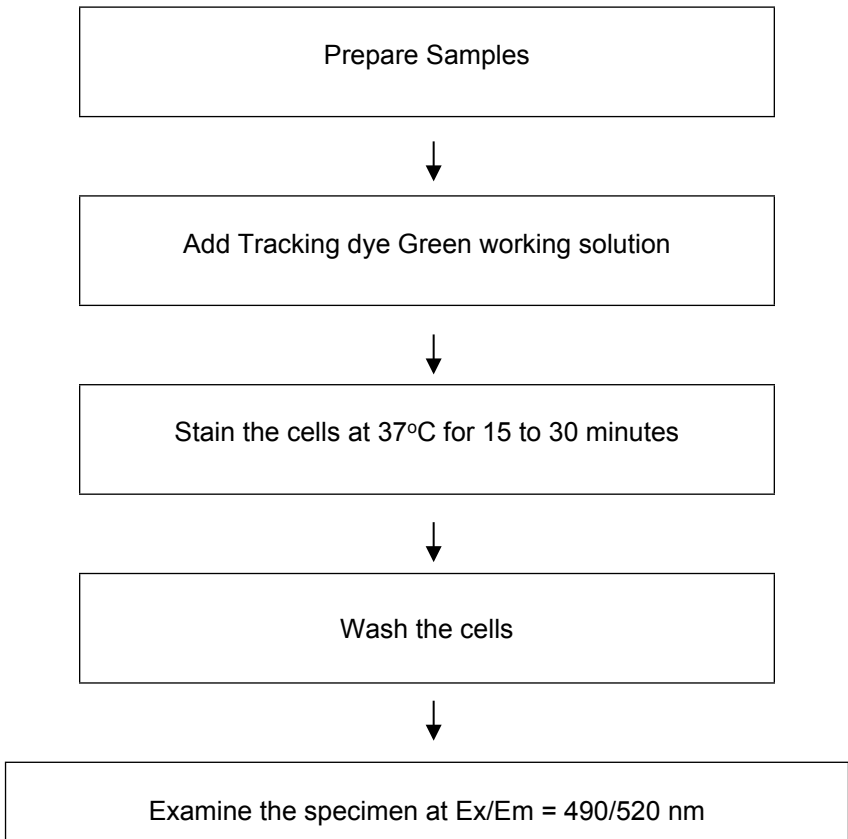 Prepare Samples
Add Tracking dye Green working solution
Stain the cells at 37°C for 15 to 30 minutes
Wash the cells
Examine the specimen at Ex/Em = 490/520 nm